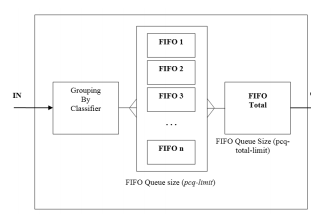 IN
Grouping
By
Classifier
FIFO 1
FIFO 2
FIFO 3
. . .
FIFO n
FIFO Queue size (pcq-limit)
FIFO
Total
FIFO Queue Size (pcq-
total-limit)